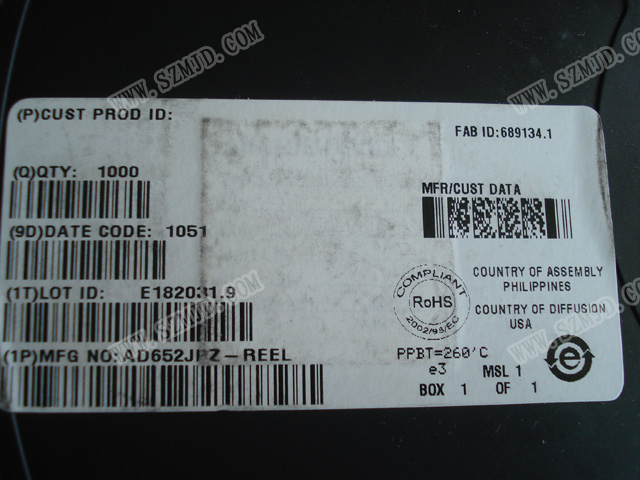 WWW.SZMJD.COM
WWW.SZMJD.COM
(P)CUST PROD ID:
FAB ID:689134.1
(Q)QTY: 1000
MFR/CUST DATA
(9D)DATE CODE: 1051
(1T)LOT ID: E182031.9
COMPLIANT
RoHS
2002/95/EC
COUNTRY OF ASSEMBLY
PHILIPPINES
COUNTRY OF DIFFUSION
USA
WWW.SZMJD.COM
WWW.SZMJD.COM
(1P)MFG NO:AD652JPZ-REEL
PPBT=260'C
e3 MSL 1
BOX 1 OF 1
e